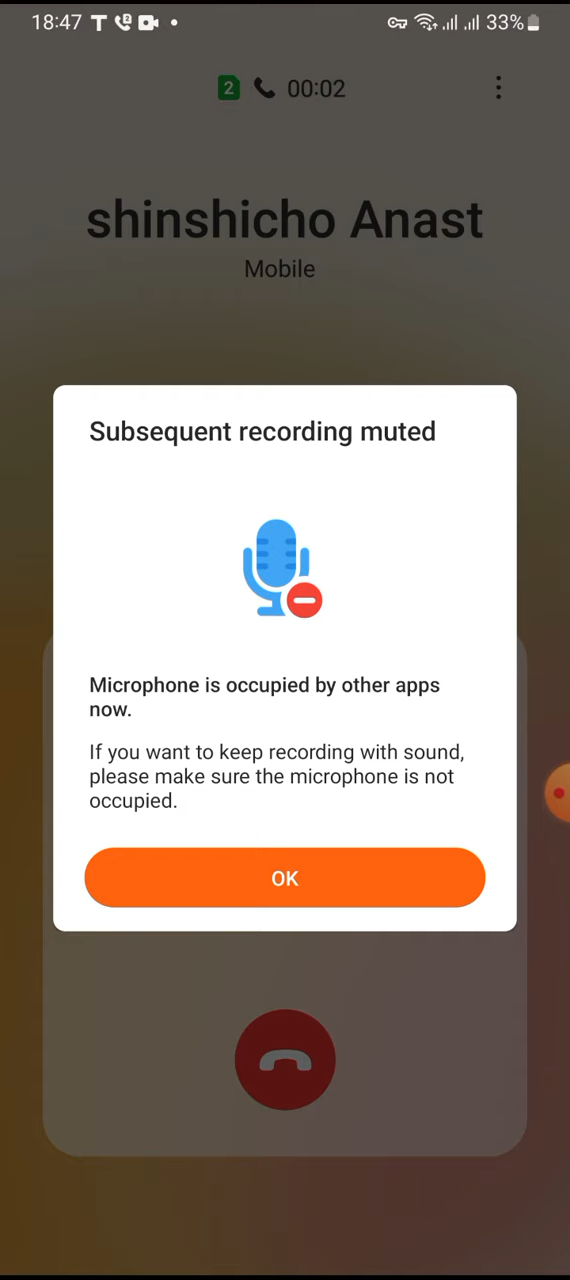 18:47 33%
2 00:02
shinshicho Anast
Mobile
Subsequent recording muted
Microphone is occupied by other apps
now.
If you want to keep recording with sound,
please make sure the microphone is not
occupied.
OK